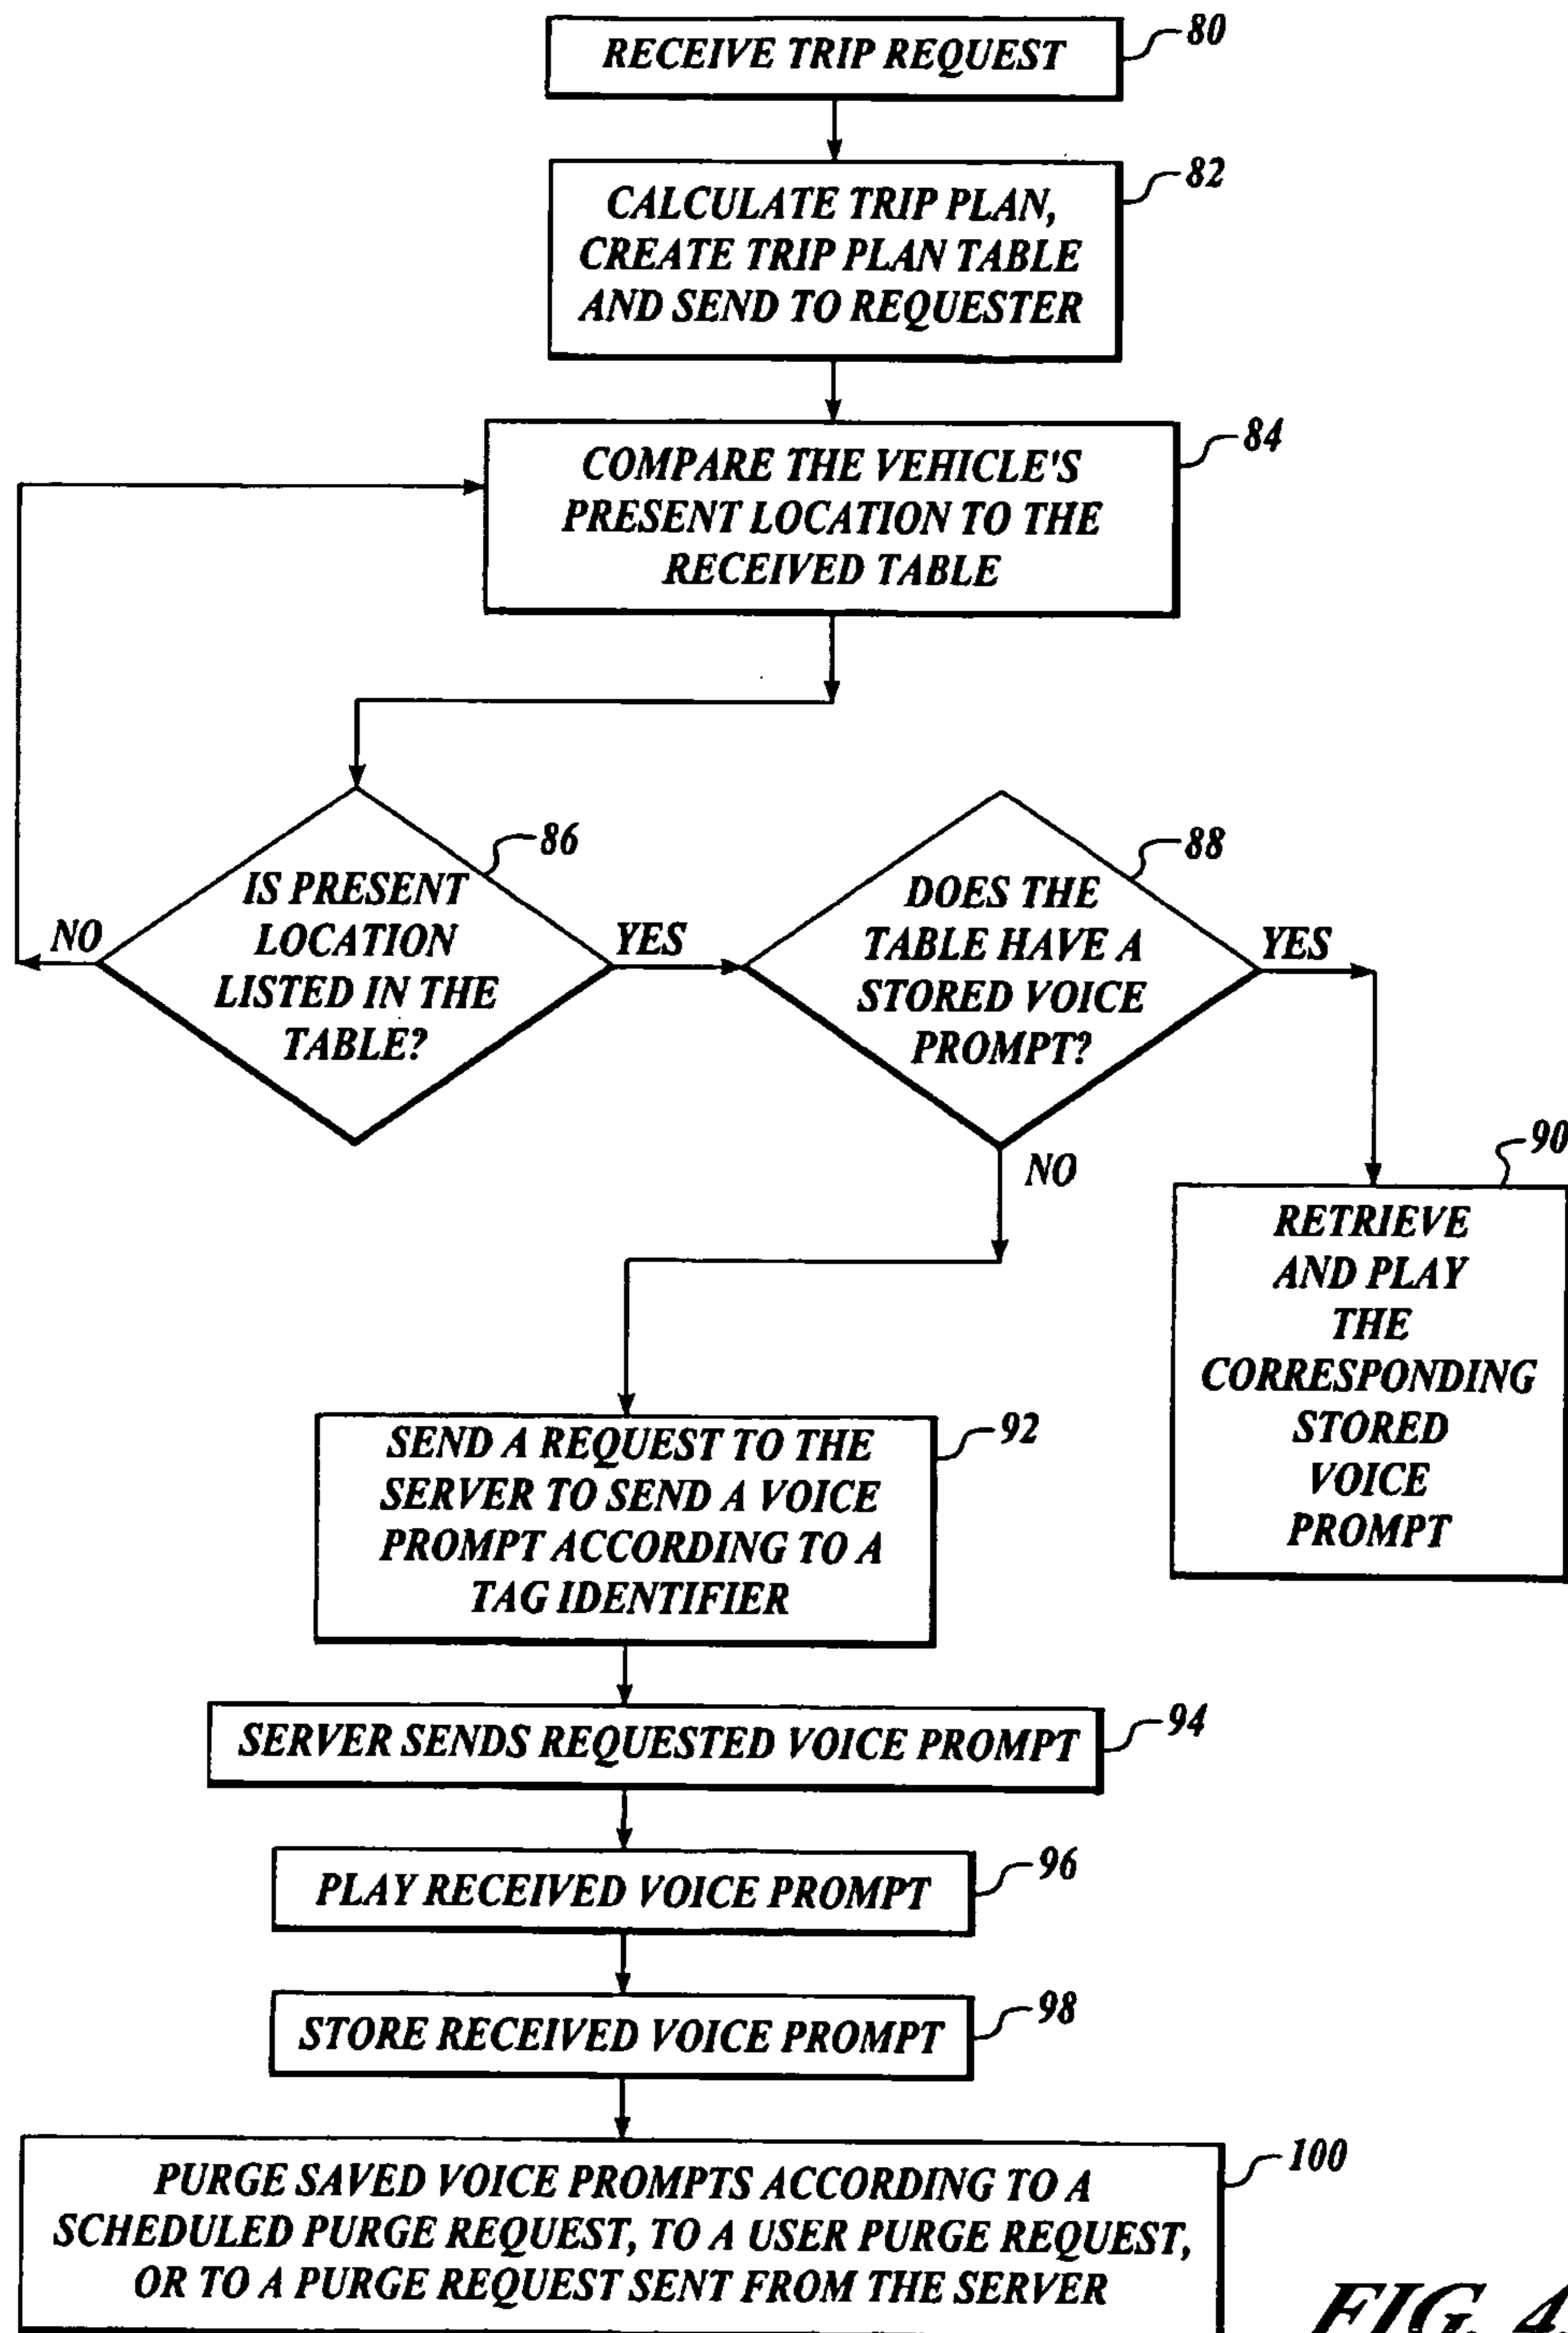 RECEIVE TRIP REQUEST
80
CALCULATE TRIP PLAN,
CREATE TRIP PLAN TABLE
AND SEND TO REQUESTER
82
COMPARE THE VEHICLE'S
PRESENT LOCATION TO THE
RECEIVED TABLE
84
IS PRESENT
LOCATION
LISTED IN THE
TABLE?
86
NO
YES
DOES THE
TABLE HAVE A
STORED VOICE
PROMPT?
88
YES
NO
RETRIEVE
AND PLAY
THE
CORRESPONDING
STORED
VOICE
PROMPT
90
SEND A REQUEST TO THE
SERVER TO SEND A VOICE
PROMPT ACCORDING TO A
TAG IDENTIFIER
92
SERVER SENDS REQUESTED VOICE PROMPT
94
PLAY RECEIVED VOICE PROMPT
96
STORE RECEIVED VOICE PROMPT
98
PURGE SAVED VOICE PROMPTS ACCORDING TO A
SCHEDULED PURGE REQUEST, TO A USER PURGE REQUEST,
OR TO A PURGE REQUEST SENT FROM THE SERVER
100
FIG. 4.